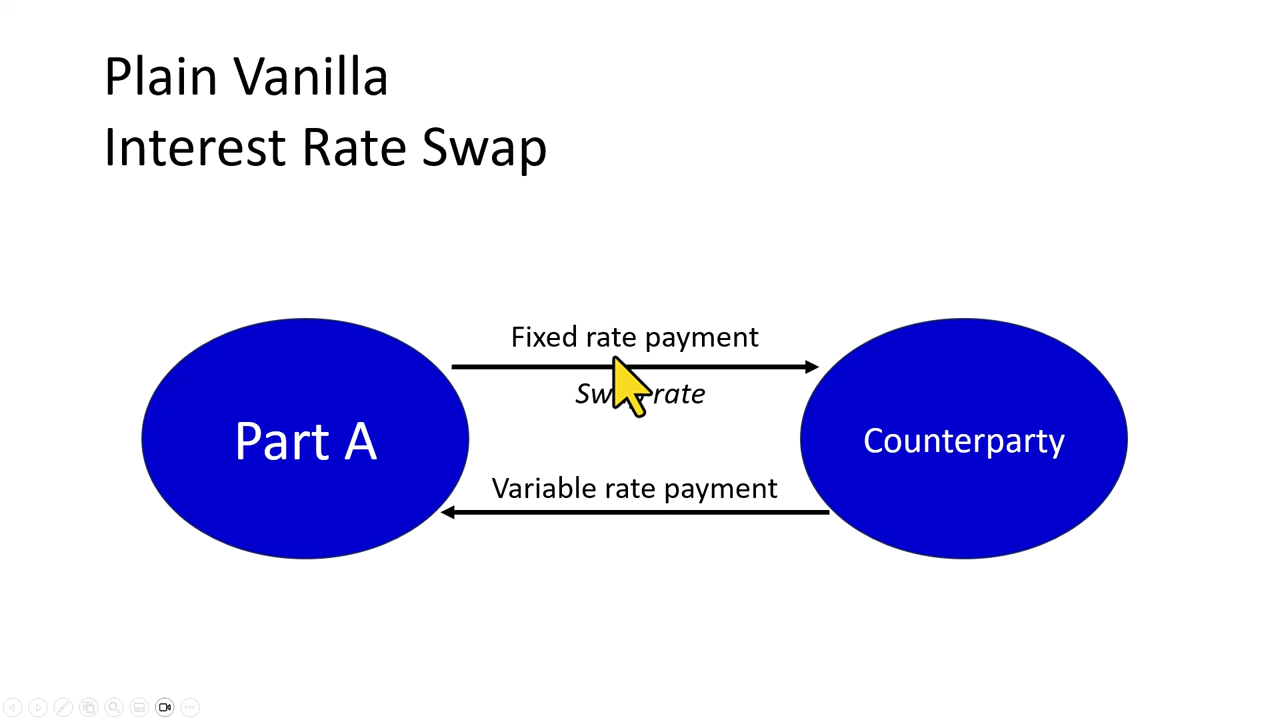 Plain Vanilla
Interest Rate Swap
Fixed rate payment
rate
Part A
Counterparty
Variable rate payment